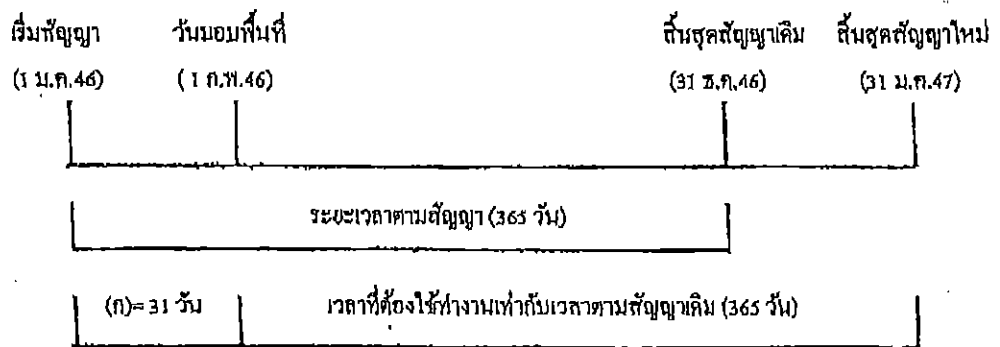 เริ่มสัญญา วันมอบพื้นที่ สิ้นสุดสัญญาเดิม สิ้นสุดสัญญาใหม่
(1 ม.ค.46) (1 ก.พ.46) (31 ธ.ค.46) (31 ม.ค.47)
ระยะเวลาตามสัญญา (365 วัน)
(ก)= 31 วัน เวลาที่ต้องใช้ทำงานเท่ากับเวลาตามสัญญาเดิม (365 วัน)